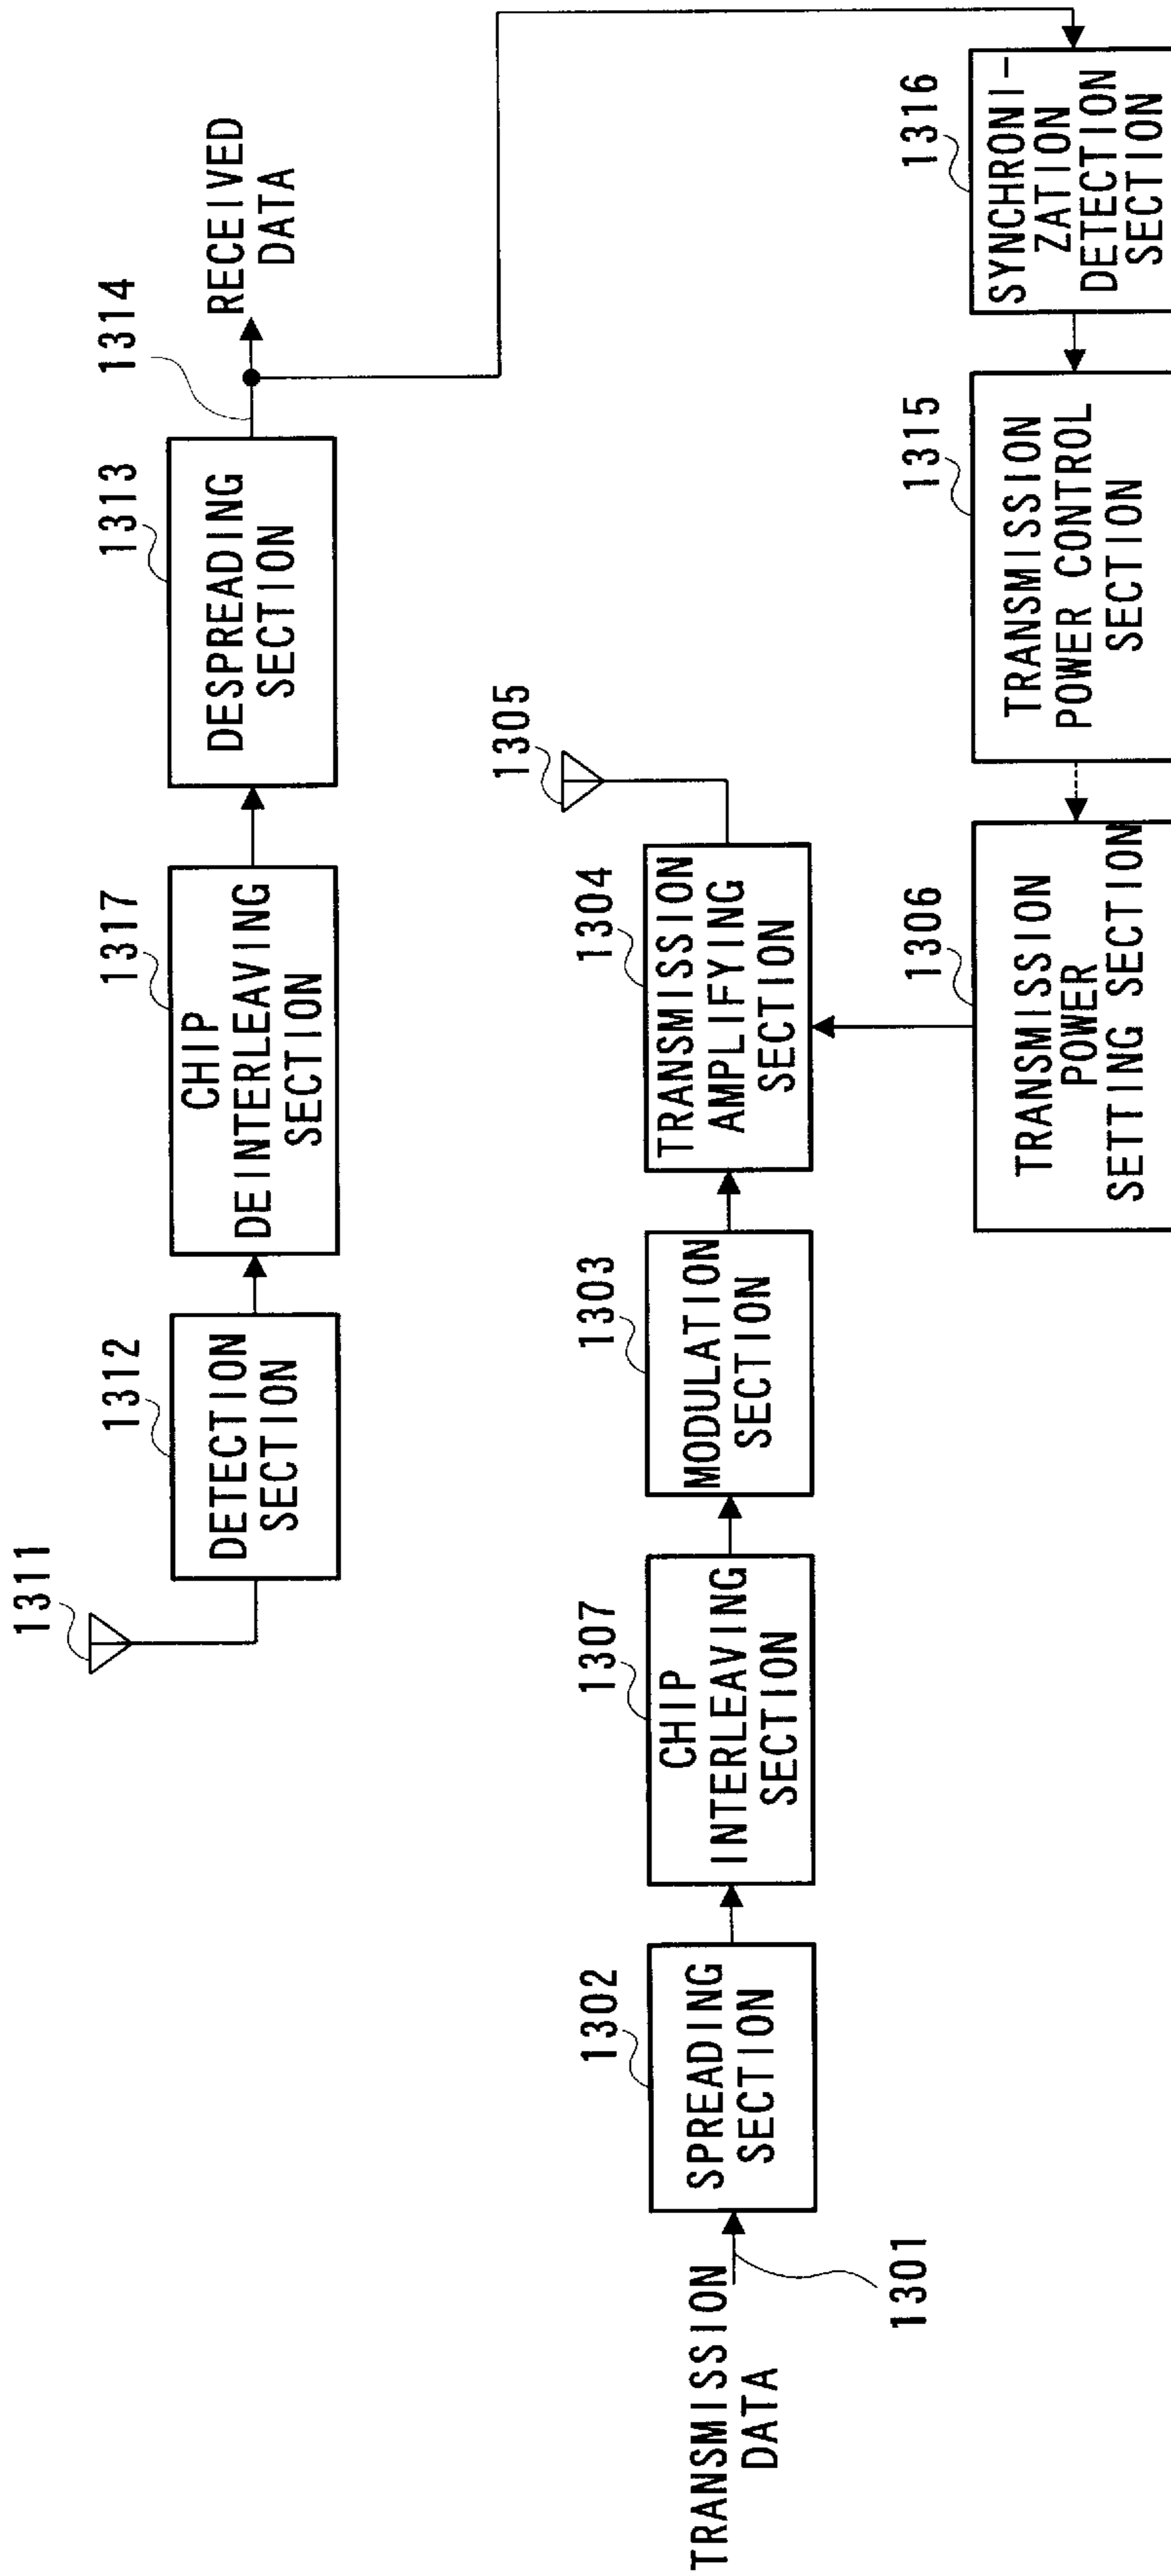 1311
1312
DETECTION
SECTION
1317
CHIP
DEINTERLEAVING
SECTION
1313
DESPREADING
SECTION
1314
RECEIVED
DATA
TRANSMISSION
DATA
1301
1302
SPREADING
SECTION
1307
CHIP
INTERLEAVING
SECTION
1303
MODULATION
SECTION
1304
TRANSMISSION
AMPLIFYING
SECTION
1305
1306
TRANSMISSION
POWER
SETTING SECTION
1315
TRANSMISSION
POWER CONTROL
SECTION
1316
SYNCHRONI-
ZATION
DETECTION
SECTION